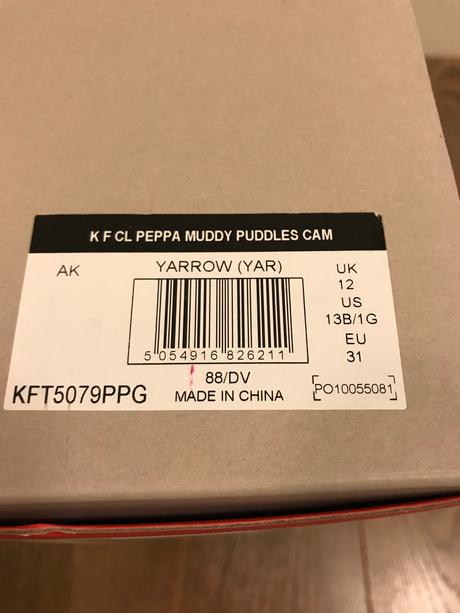 K F CL PEPPA MUDDY PUDDLES CAM
AK
YARROW (YAR)
5 054916 826211
88/DV
MADE IN CHINA
KFT5079PPG
UK
12
US
13B/1G
EU
31
PO10055081